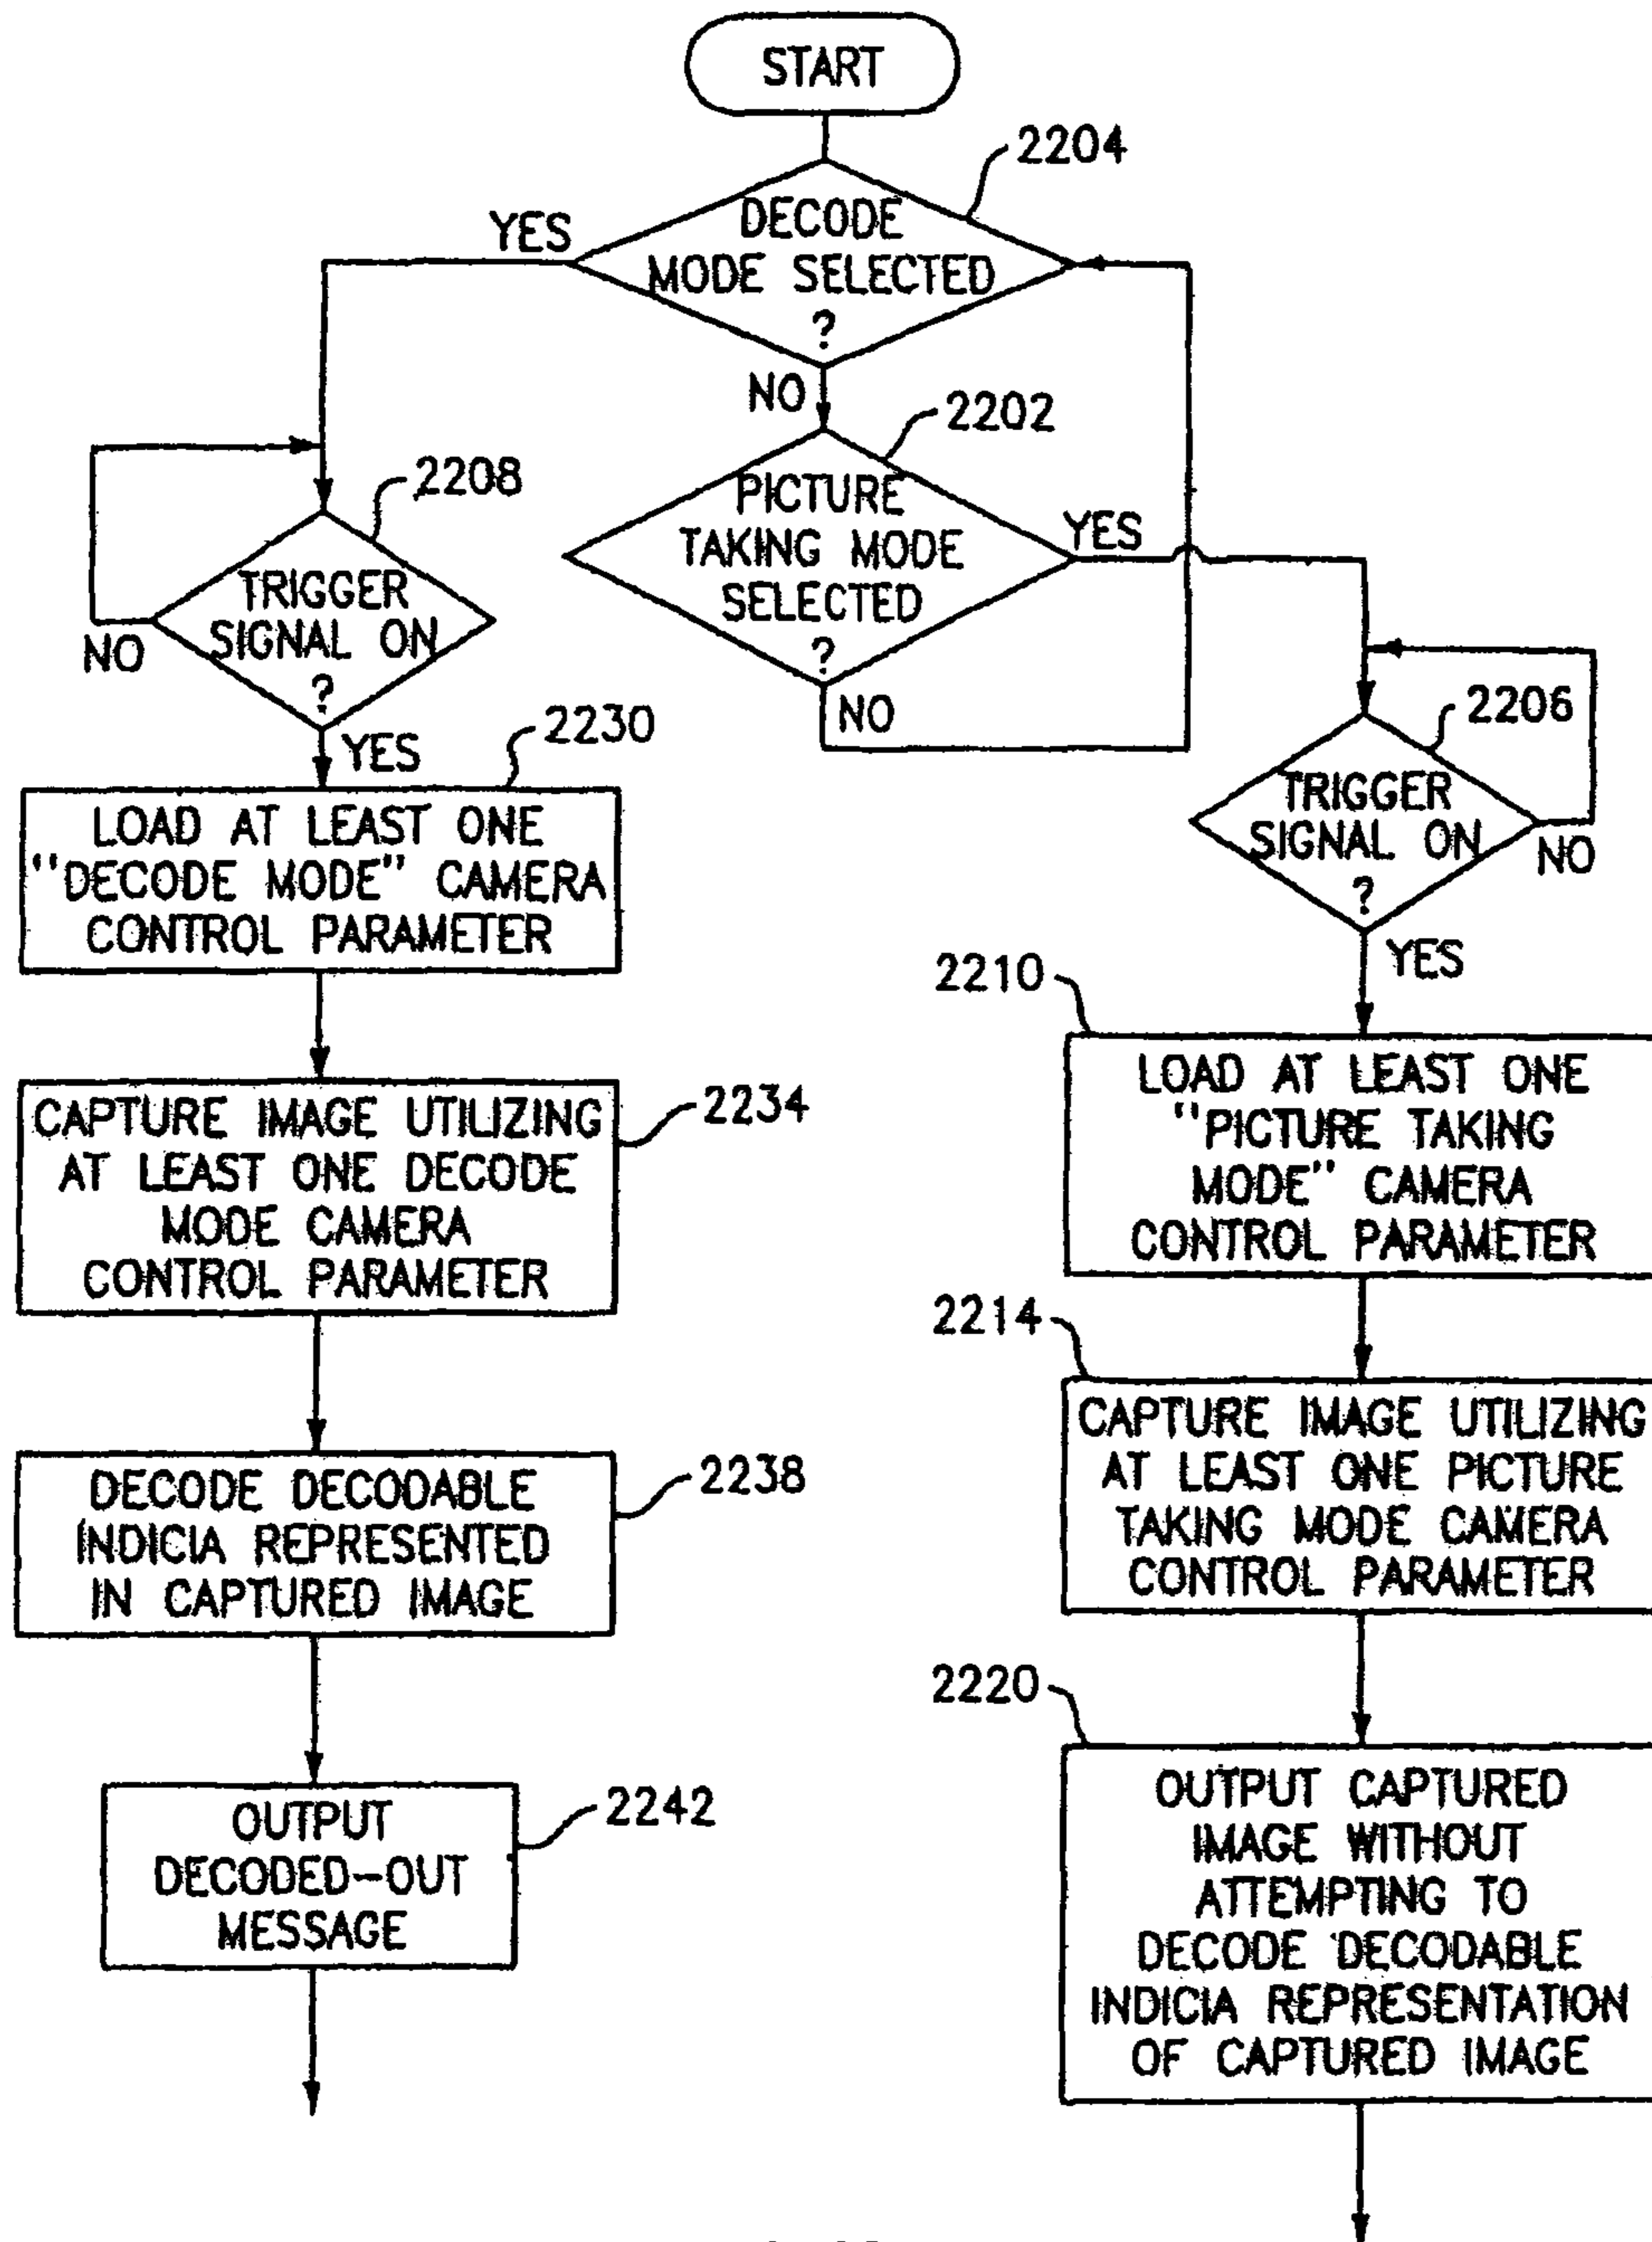 START
2204
YES
DECODE
MODE SELECTED
?
NO
2202
PICTURE
TAKING MODE
SELECTED
?
YES
NO
2208
TRIGGER
SIGNAL ON
?
NO
YES
2230
LOAD AT LEAST ONE
"DECODE MODE" CAMERA
CONTROL PARAMETER
CAPTURE IMAGE UTILIZING
AT LEAST ONE DECODE
MODE CAMERA
CONTROL PARAMETER
2234
DECODE DECODABLE
INDICIA REPRESENTED
IN CAPTURED IMAGE
2238
OUTPUT
DECODED-OUT
MESSAGE
2242
2206
TRIGGER
SIGNAL ON
?
NO
YES
2210
LOAD AT LEAST ONE
"PICTURE TAKING
MODE" CAMERA
CONTROL PARAMETER
2214
CAPTURE IMAGE UTILIZING
AT LEAST ONE PICTURE
TAKING MODE CAMERA
CONTROL PARAMETER
2220
OUTPUT CAPTURED
IMAGE WITHOUT
ATTEMPTING TO
DECODE DECODABLE
INDICIA REPRESENTATION
OF CAPTURED IMAGE